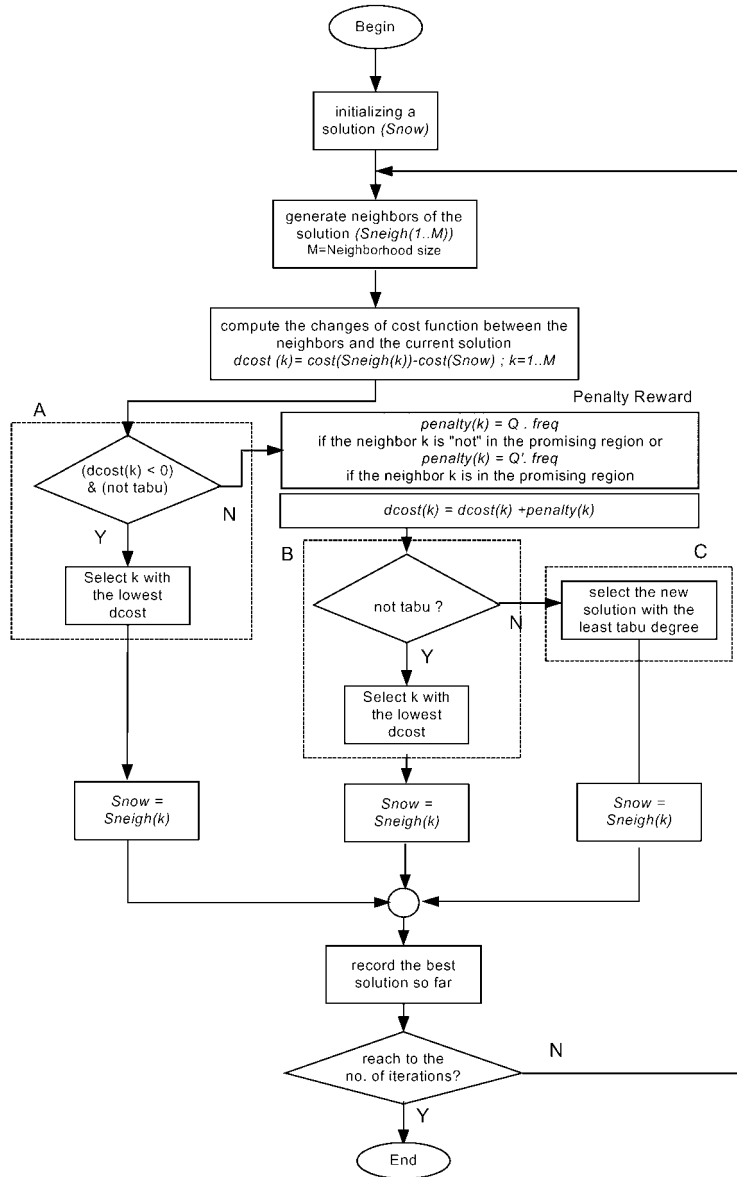 Begin
initializing a
solution (Snow)
generate neighbors of the
solution (Sneigh(1..M))
M=Neighborhood size
compute the changes of cost function between the
neighbors and the current solution
dcost (k)= cost(Sneigh(k))-cost(Snow) ; k=1..M
A
Penalty Reward
(dcost(k) < 0)
& (not tabu)
N
Y
Select k with
the lowest
dcost
penalty(k) = Q . freq
if the neighbor k is "not" in the promising region or
penalty(k) = Q'. freq
if the neighbor k is in the promising region
dcost(k) = dcost(k) +penalty(k)
B
not tabu ?
N
Y
Select k with
the lowest
dcost
C
select the new
solution with the
least tabu degree
Snow =
Sneigh(k)
Snow =
Sneigh(k)
Snow =
Sneigh(k)
record the best
solution so far
reach to the
no. of iterations?
N
Y
End